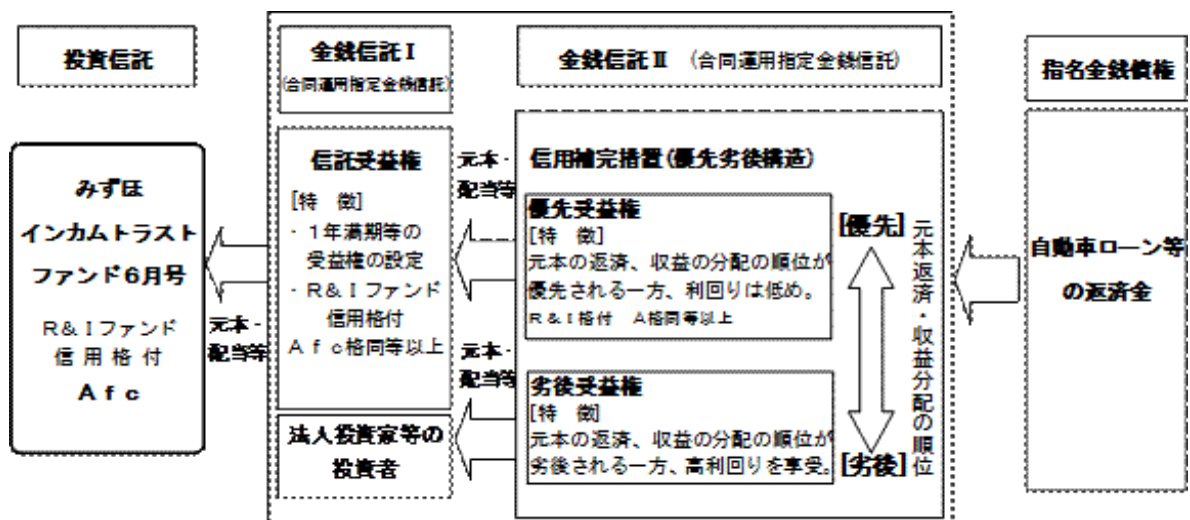 投資信託
みずほ
インカムトラスト
ファンド6月号
R&Iファンド
信用格付
Afc
元本・
配当等
金銭信託Ⅰ
(合同運用指定金銭信託)
信託受益権
[特 徴]
・1年満期等の
受益権の設定
・R&Iファンド
信用格付
Afc格同等以上
法人投資家等の
投資者
元本・
配当等
元本・
配当等
金銭信託Ⅱ (合同運用指定金銭信託)
信用補完措置(優先劣後構造)
優先受益権
[特 徴]
元本の返済、収益の分配の順位が
優先される一方、利回りは低め。
R&I格付 A格同等以上
劣後受益権
[特 徴]
元本の返済、収益の分配の順位が
劣後される一方、高利回りを享受。
[優先]
[劣後]
元本返済・収益分配の順位
指名金銭債権
自動車ローン等
の返済金